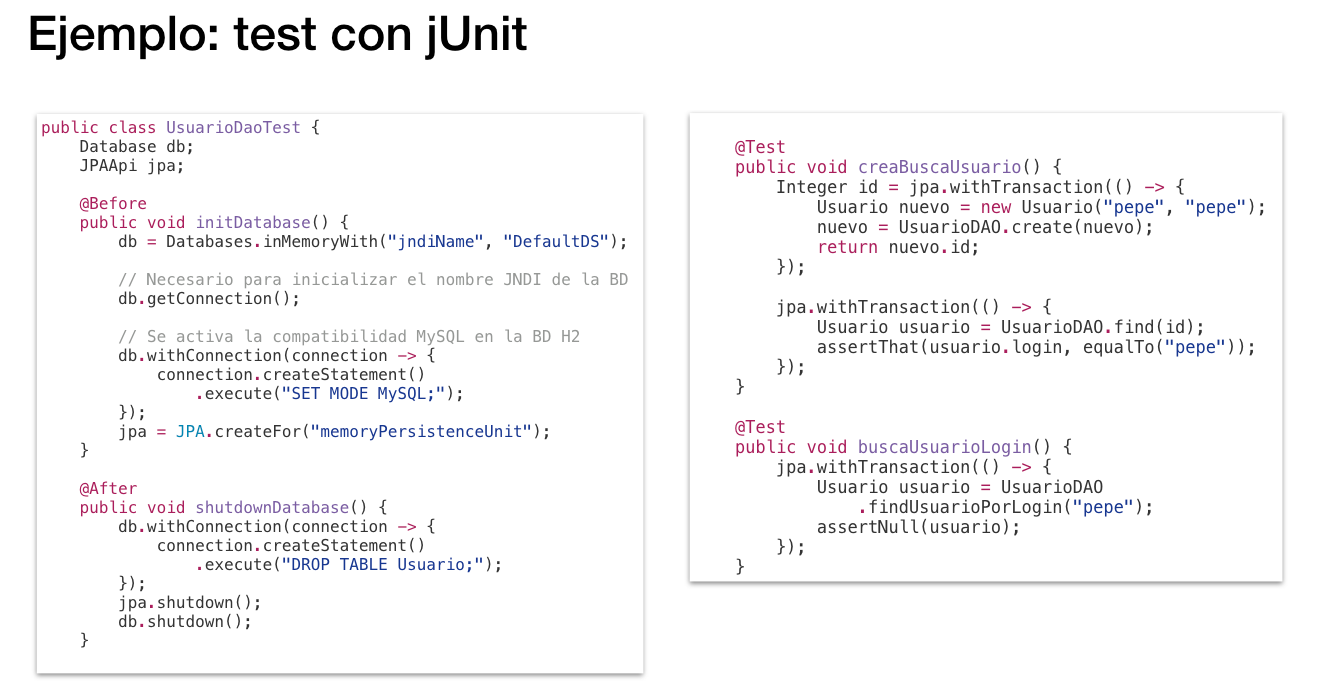 Ejemplo: test con jUnit
public class UsuarioDaoTest {
    Database db;
    JPAApi jpa;

    @Before
    public void initDatabase() {
        db = Databases.inMemoryWith("jndiName", "DefaultDS");

        // Necesario para inicializar el nombre JNDI de la BD
        db.getConnection();

        // Se activa la compatibilidad MySQL en la BD H2
        db.withConnection(connection -> {
            connection.createStatement()
                .execute("SET MODE MySQL;");
        });
        jpa = JPA.createFor("memoryPersistenceUnit");
    }

    @After
    public void shutdownDatabase() {
        db.withConnection(connection -> {
            connection.createStatement()
                .execute("DROP TABLE Usuario;");
        });
        jpa.shutdown();
        db.shutdown();
    }

    @Test
    public void creaBuscaUsuario() {
        Integer id = jpa.withTransaction(() -> {
            Usuario nuevo = new Usuario("pepe", "pepe");
            nuevo = UsuarioDAO.create(nuevo);
            return nuevo.id;
        });

        jpa.withTransaction(() -> {
            Usuario usuario = UsuarioDAO.find(id);
            assertThat(usuario.login, equalTo("pepe"));
        });
    }

    @Test
    public void buscaUsuarioLogin() {
        jpa.withTransaction(() -> {
            Usuario usuario = UsuarioDAO
                .findUsuarioPorLogin("pepe");
            assertNull(usuario);
        });
    }